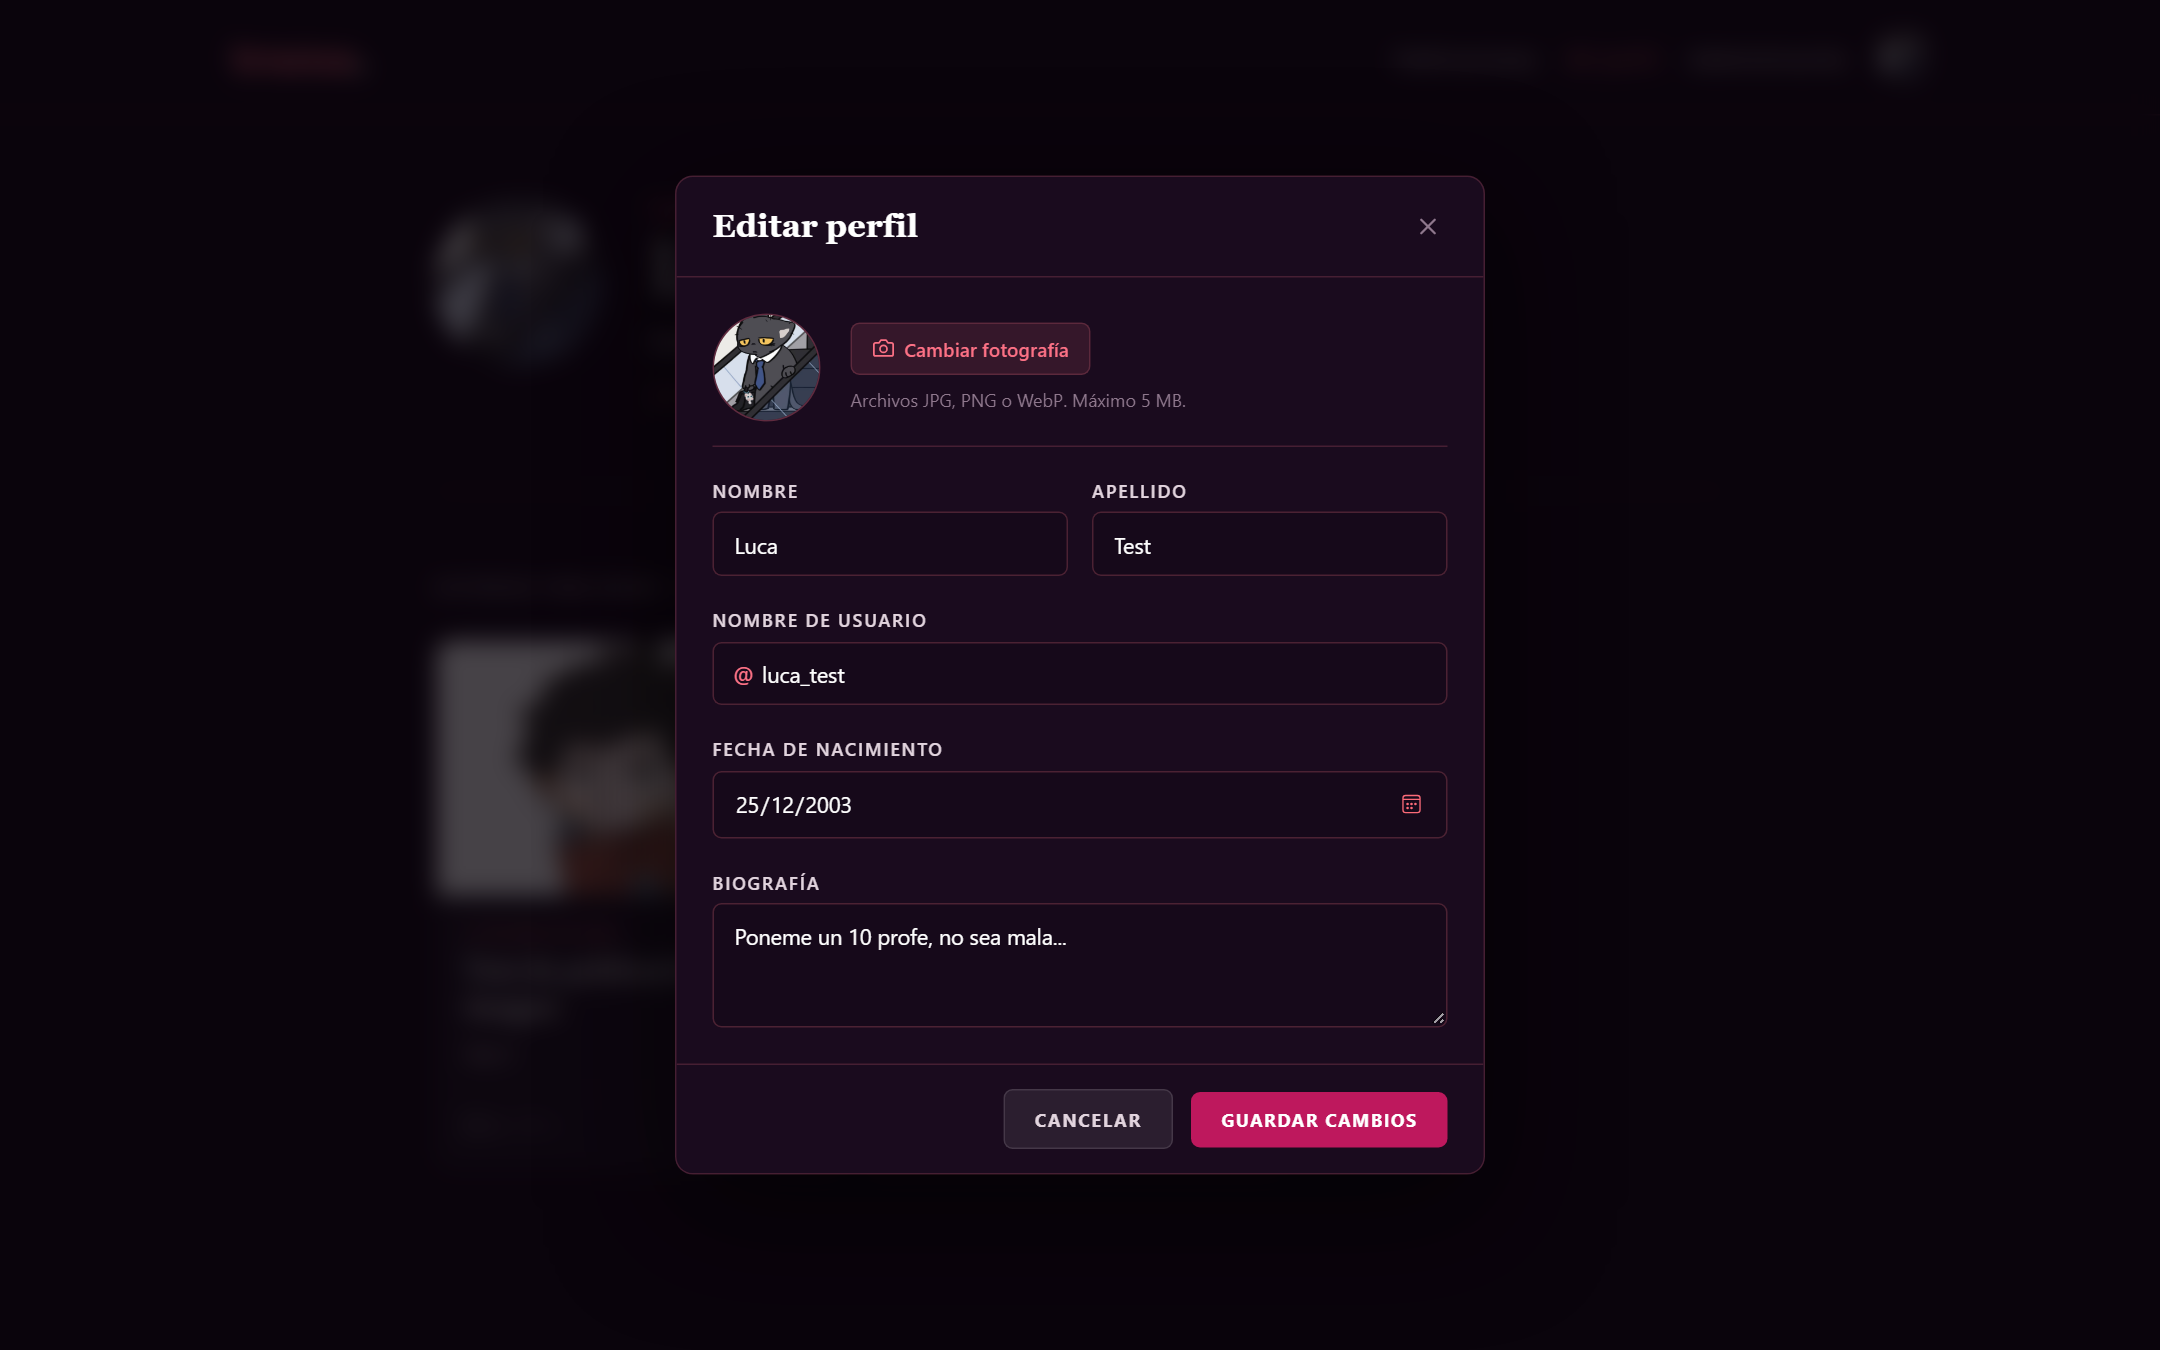 Editar perfil
Cambiar fotografía
Archivos JPG, PNG o WebP. Máximo 5 MB.
NOMBRE
APELLIDO
Luca
Test
NOMBRE DE USUARIO
@ luca_test
FECHA DE NACIMIENTO
25/12/2003
BIOGRAFÍA
Poneme un 10 profe, no sea mala...
CANCELAR
GUARDAR CAMBIOS